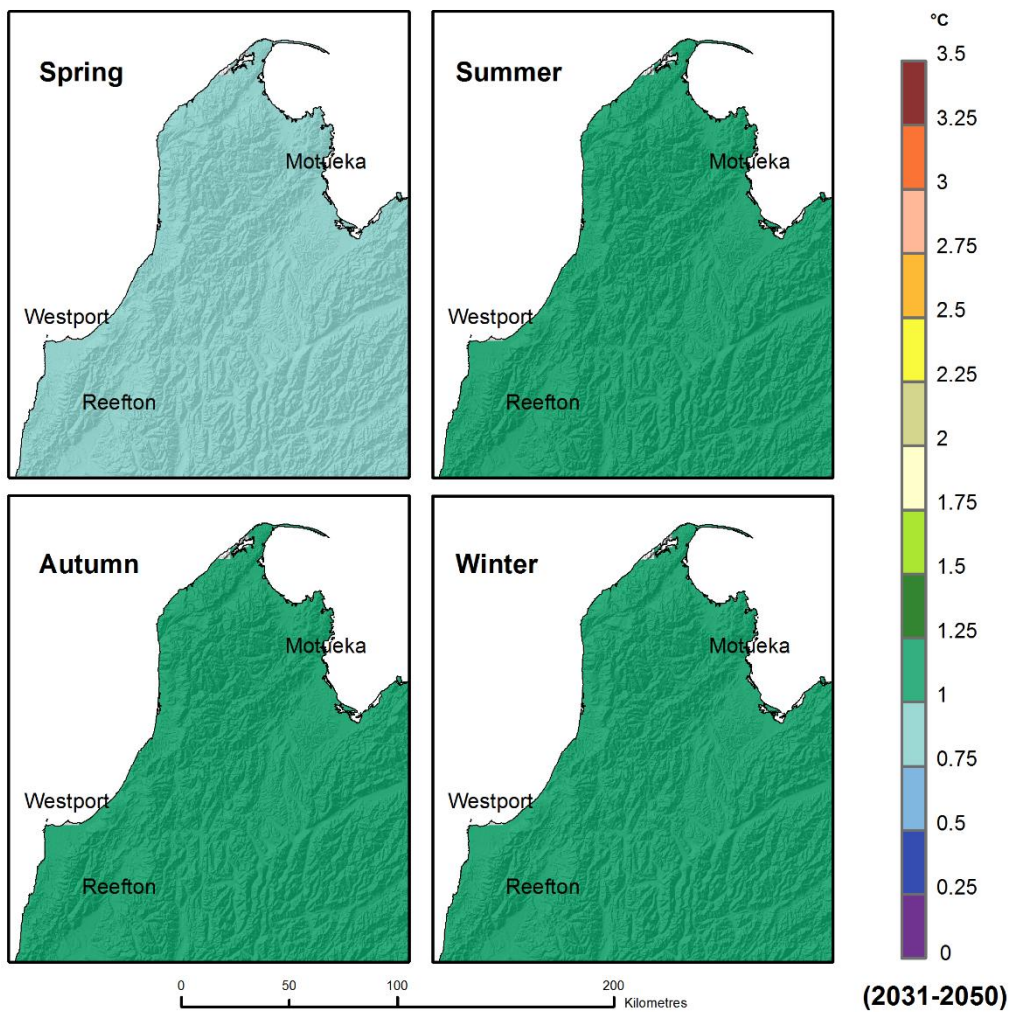 Spring
Motueka
Westport
Reefton
Summer
Motueka
Westport
Reefton
Autumn
Motueka
Westport
Reefton
Winter
Motueka
Westport
Reefton
°C
3.5
3.25
3
2.75
2.5
2.25
2
1.75
1.5
1.25
1
0.75
0.5
0.25
0
0 50 100 200
Kilometres
(2031-2050)